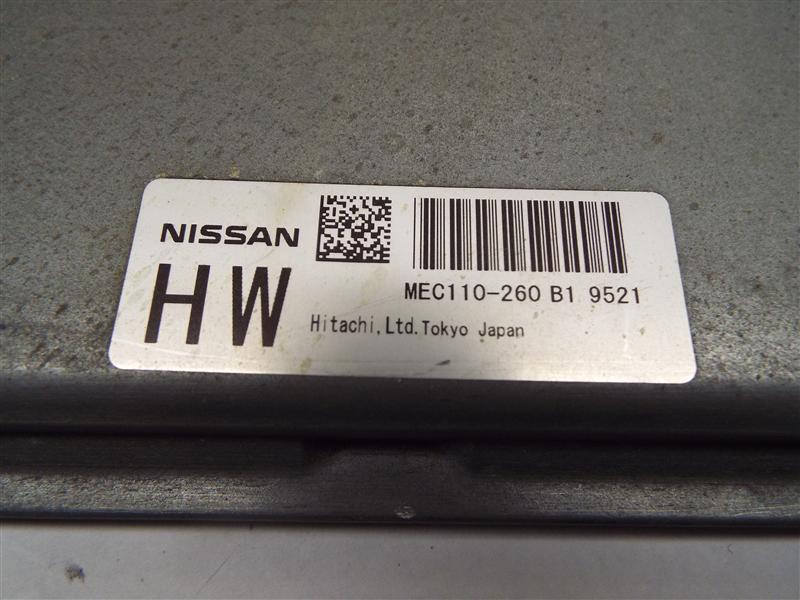 NISSAN
HW
MEC110-260 B1 9521
Hitachi,Ltd.Tokyo Japan